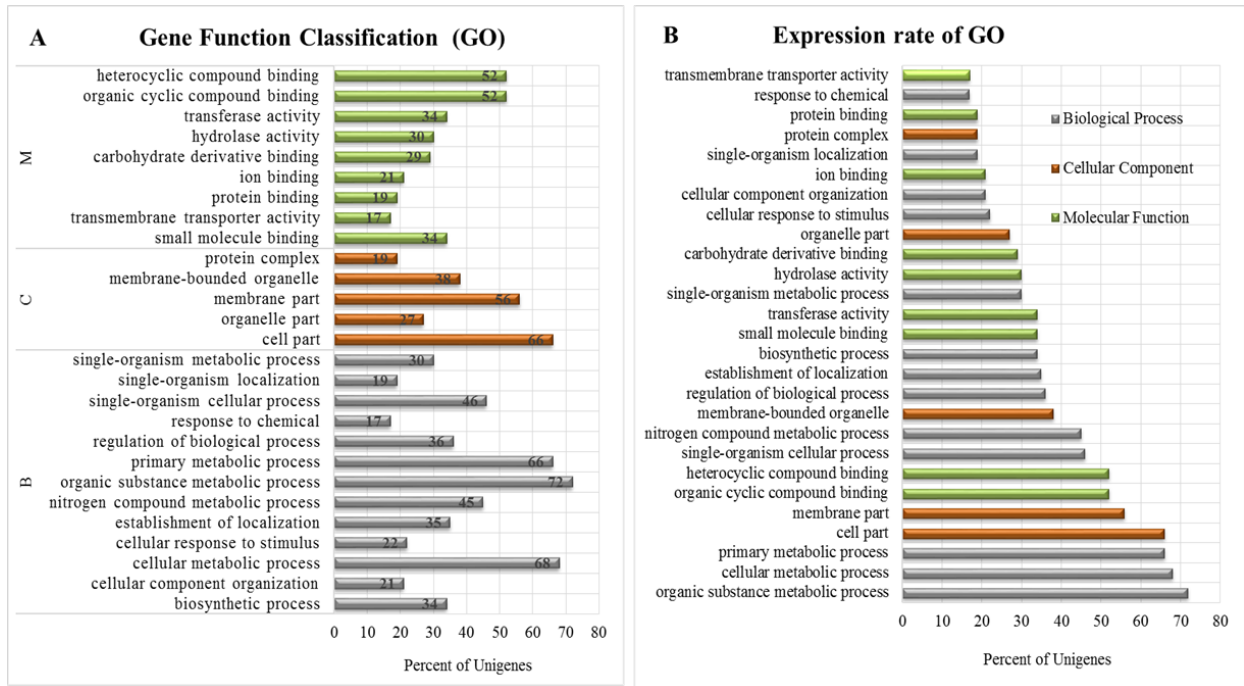 A Gene Function Classification (GO)
M
heterocyclic compound binding 52
organic cyclic compound binding 52
transferase activity 34
hydrolase activity 30
carbohydrate derivative binding 29
ion binding 21
protein binding 19
transmembrane transporter activity 17
small molecule binding 34
C
protein complex 19
membrane-bounded organelle 38
membrane part 56
organelle part 27
cell part 66
B
single-organism metabolic process 30
single-organism localization 19
single-organism cellular process 46
response to chemical 17
regulation of biological process 36
primary metabolic process 66
organic substance metabolic process 72
nitrogen compound metabolic process 45
establishment of localization 35
cellular response to stimulus 22
cellular metabolic process 68
cellular component organization 21
biosynthetic process 34
0 10 20 30 40 50 60 70 80
Percent of Unigenes
B Expression rate of GO
transmembrane transporter activity
response to chemical
protein binding
protein complex
single-organism localization
ion binding
cellular component organization
cellular response to stimulus
organelle part
carbohydrate derivative binding
hydrolase activity
single-organism metabolic process
transferase activity
small molecule binding
biosynthetic process
establishment of localization
regulation of biological process
membrane-bounded organelle
nitrogen compound metabolic process
single-organism cellular process
heterocyclic compound binding
organic cyclic compound binding
membrane part
cell part
primary metabolic process
cellular metabolic process
organic substance metabolic process
0 10 20 30 40 50 60 70 80
Percent of Unigenes
Biological Process
Cellular Component
Molecular Function